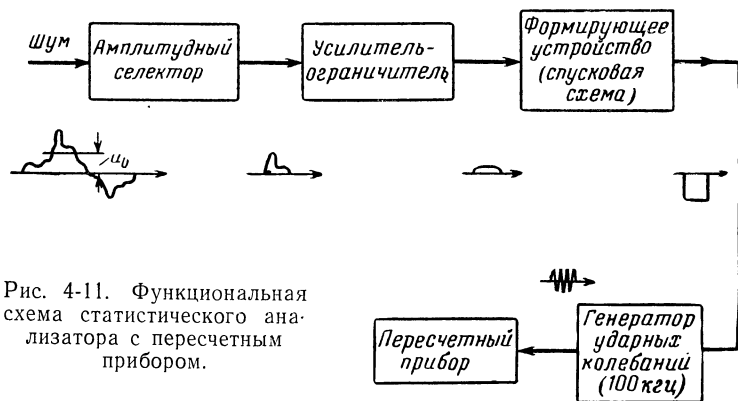 Шум
Амплитудный
селектор
Усилитель-
ограничитель
Формирующее
устройство
(спусковая
схема)
u₀
Рис. 4-11. Функциональная
схема статистического ана-
лизатора с пересчетным
прибором.
Пересчетный
прибор
Генератор
ударных
колебаний
(100 кгц)